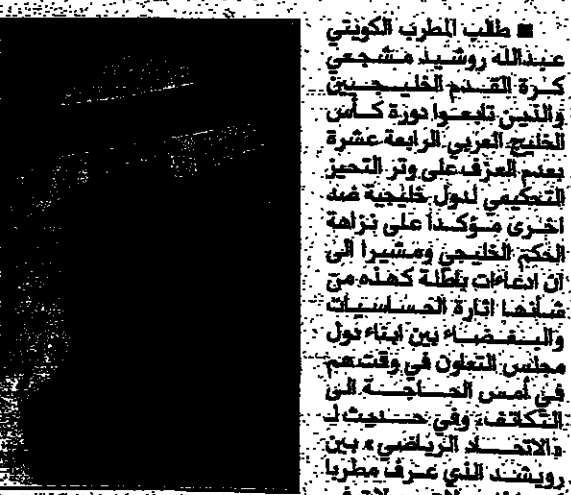 ■ طالب المطرب الكويتي
عبدالله روشيد مشجعي
كرة القدم الخليجيين
والذين تابعوا دورة كأس
الخليج العربي الرابعة عشرة
بعدم العزف على وتر التحيز
التحكيمي لدول خليجية ضد
أخرى مؤكدا على نزاهة
الحكم الخليجي ومشيرا الى
أن ادعاءات باطلة كهذه من
شأنها اثارة الحساسيات
والبغضاء بين ابناء دول
مجلس التعاون في وقت هم
في أمس الحاجة الى
التكاتف، وفي حديث لـ
«الاتحاد الرياضي» بين
رويشد الذي عرف مطربا